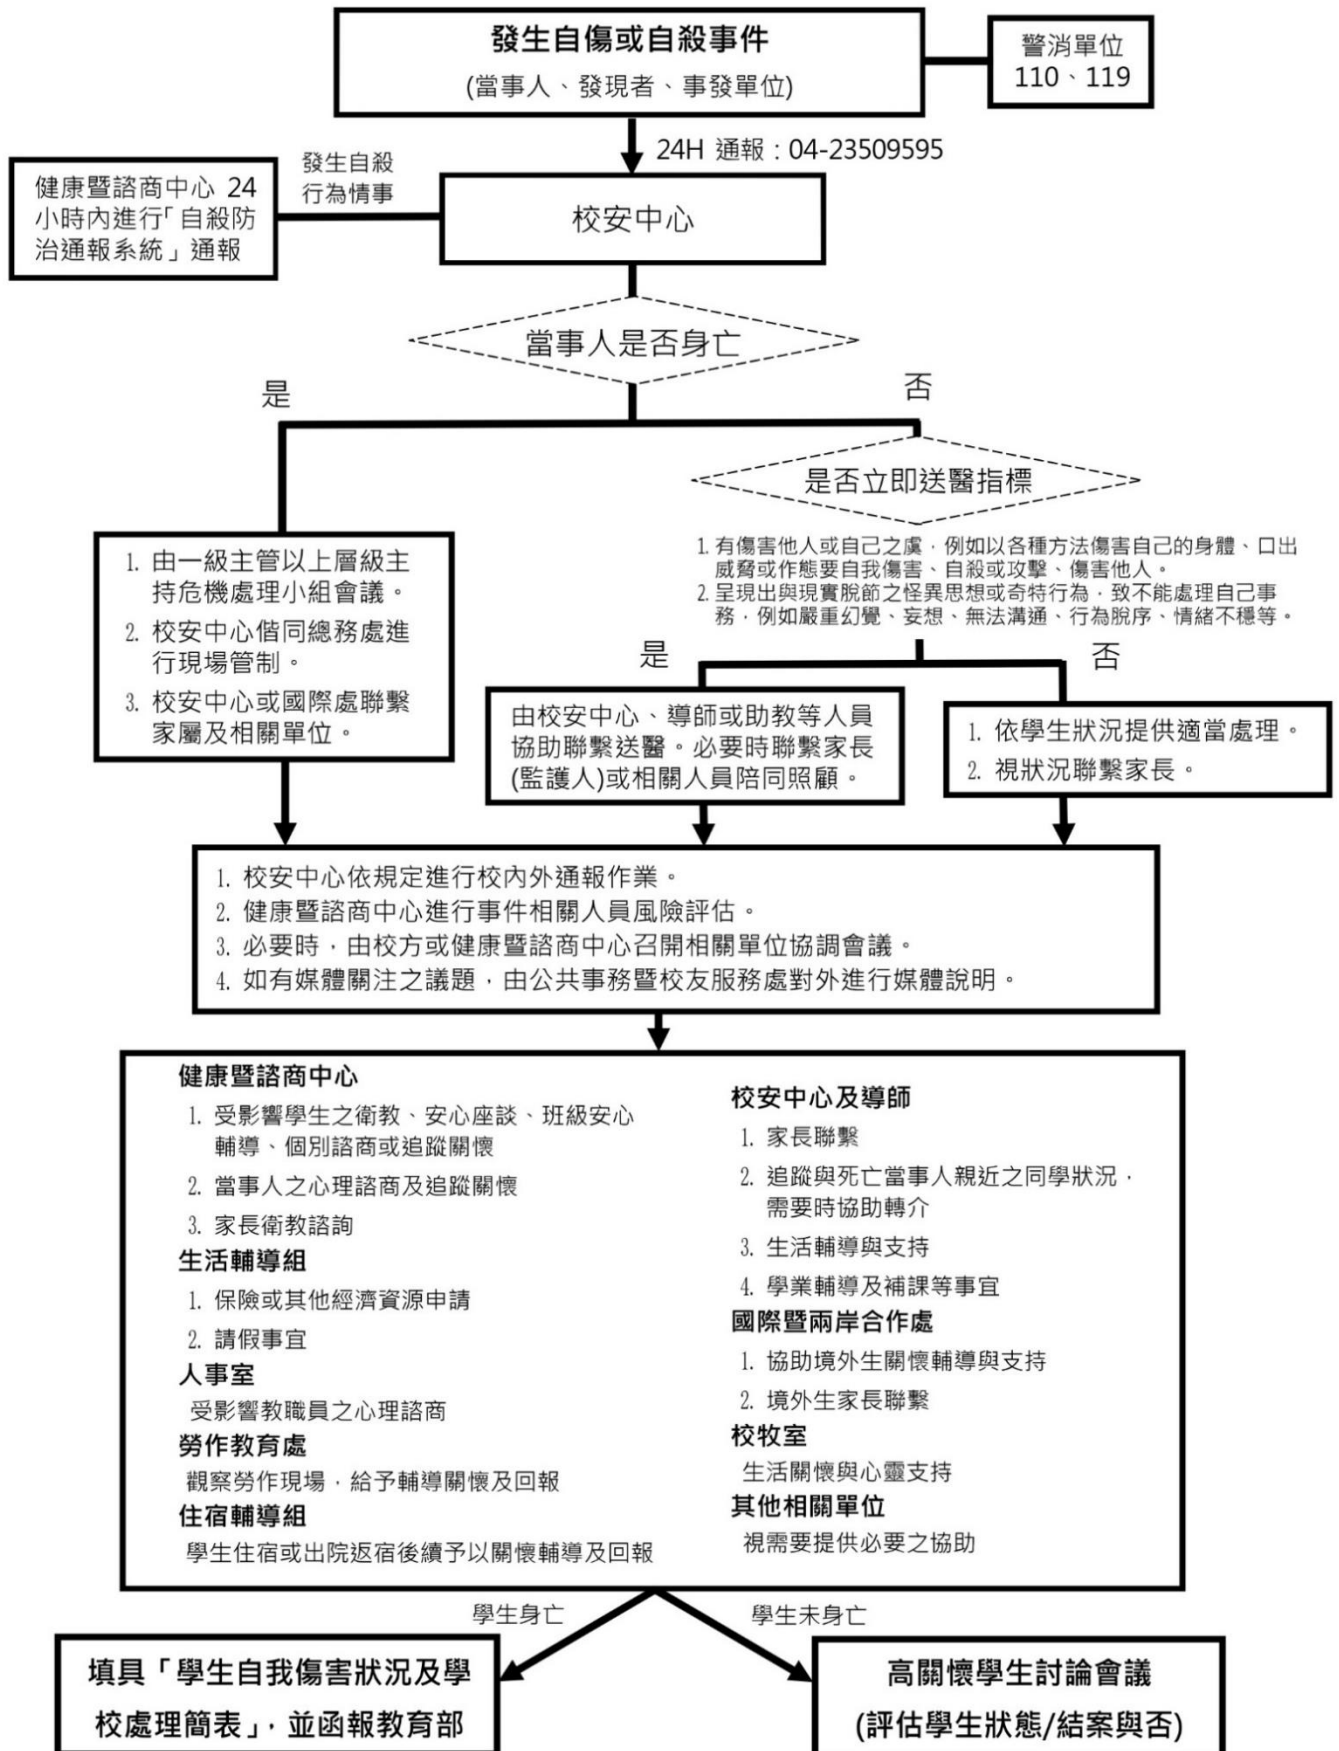 發生自傷或自殺事件
(當事人、發現者、事發單位)
警消單位
110、119
24H 通報：04-23509595
發生自殺
行為情事
健康暨諮商中心 24
小時內進行「自殺防
治通報系統」通報
校安中心
當事人是否身亡
是
否
是否立即送醫指標
1. 由一級主管以上層級主
持危機處理小組會議。
2. 校安中心偕同總務處進
行現場管制。
3. 校安中心或國際處聯繫
家屬及相關單位。
1. 有傷害他人或自己之虞，例如以各種方法傷害自己的身體、口出
威脅或作態要自我傷害、自殺或攻擊、傷害他人。
2. 呈現出與現實脫節之怪異思想或奇特行為，致不能處理自己事
務，例如嚴重幻覺、妄想、無法溝通、行為脫序、情緒不穩等。
是
否
由校安中心、導師或助教等人員
協助聯繫送醫。必要時聯繫家長
(監護人)或相關人員陪同照顧。
1. 依學生狀況提供適當處理。
2. 視狀況聯繫家長。
1. 校安中心依規定進行校內外通報作業。
2. 健康暨諮商中心進行事件相關人員風險評估。
3. 必要時，由校方或健康暨諮商中心召開相關單位協調會議。
4. 如有媒體關注之議題，由公共事務暨校友服務處對外進行媒體說明。
健康暨諮商中心
1. 受影響學生之衛教、安心座談、班級安心
輔導、個別諮商或追蹤關懷
2. 當事人之心理諮商及追蹤關懷
3. 家長衛教諮詢
生活輔導組
1. 保險或其他經濟資源申請
2. 請假事宜
人事室
受影響教職員之心理諮商
勞作教育處
觀察勞作現場，給予輔導關懷及回報
住宿輔導組
學生住宿或出院返宿後續予以關懷輔導及回報
校安中心及導師
1. 家長聯繫
2. 追蹤與死亡當事人親近之同學狀況，
需要時協助轉介
3. 生活輔導與支持
4. 學業輔導及補課等事宜
國際暨兩岸合作處
1. 協助境外生關懷輔導與支持
2. 境外生家長聯繫
校牧室
生活關懷與心靈支持
其他相關單位
視需要提供必要之協助
學生身亡
學生未身亡
填具「學生自我傷害狀況及學
校處理簡表」，並函報教育部
高關懷學生討論會議
(評估學生狀態/結案與否)